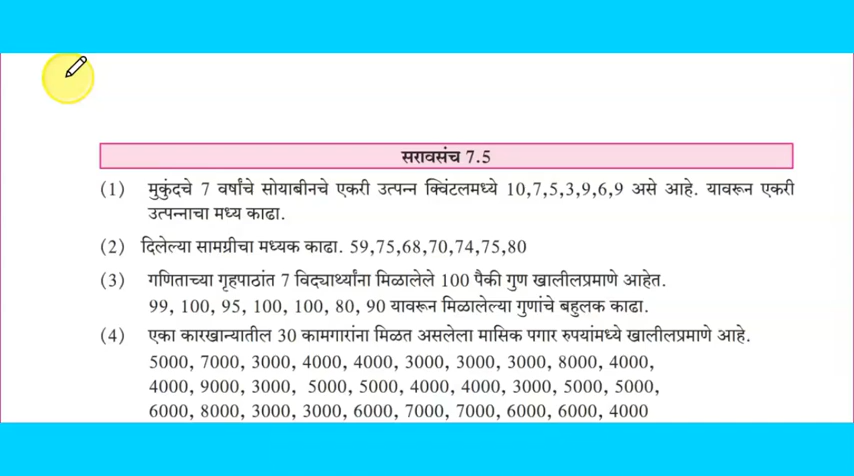 सरावसंच 7.5
(1) मुकुंदचे 7 वर्षांचे सोयाबीनचे एकरी उत्पन्न क्विंटलमध्ये 10,7,5,3,9,6,9 असे आहे. यावरून एकरी
उत्पन्नाचा मध्य काढा.
(2) दिलेल्या सामग्रीचा मध्यक काढा. 59,75,68,70,74,75,80
(3) गणिताच्या गृहपाठांत 7 विद्यार्थ्यांना मिळालेले 100 पैकी गुण खालीलप्रमाणे आहेत.
99, 100, 95, 100, 100, 80, 90 यावरून मिळालेल्या गुणांचे बहुलक काढा.
(4) एका कारखान्यातील 30 कामगारांना मिळत असलेला मासिक पगार रुपयांमध्ये खालीलप्रमाणे आहे.
5000, 7000, 3000, 4000, 4000, 3000, 3000, 3000, 8000, 4000,
4000, 9000, 3000, 5000, 5000, 4000, 4000, 3000, 5000, 5000,
6000, 8000, 3000, 3000, 6000, 7000, 7000, 6000, 6000, 4000